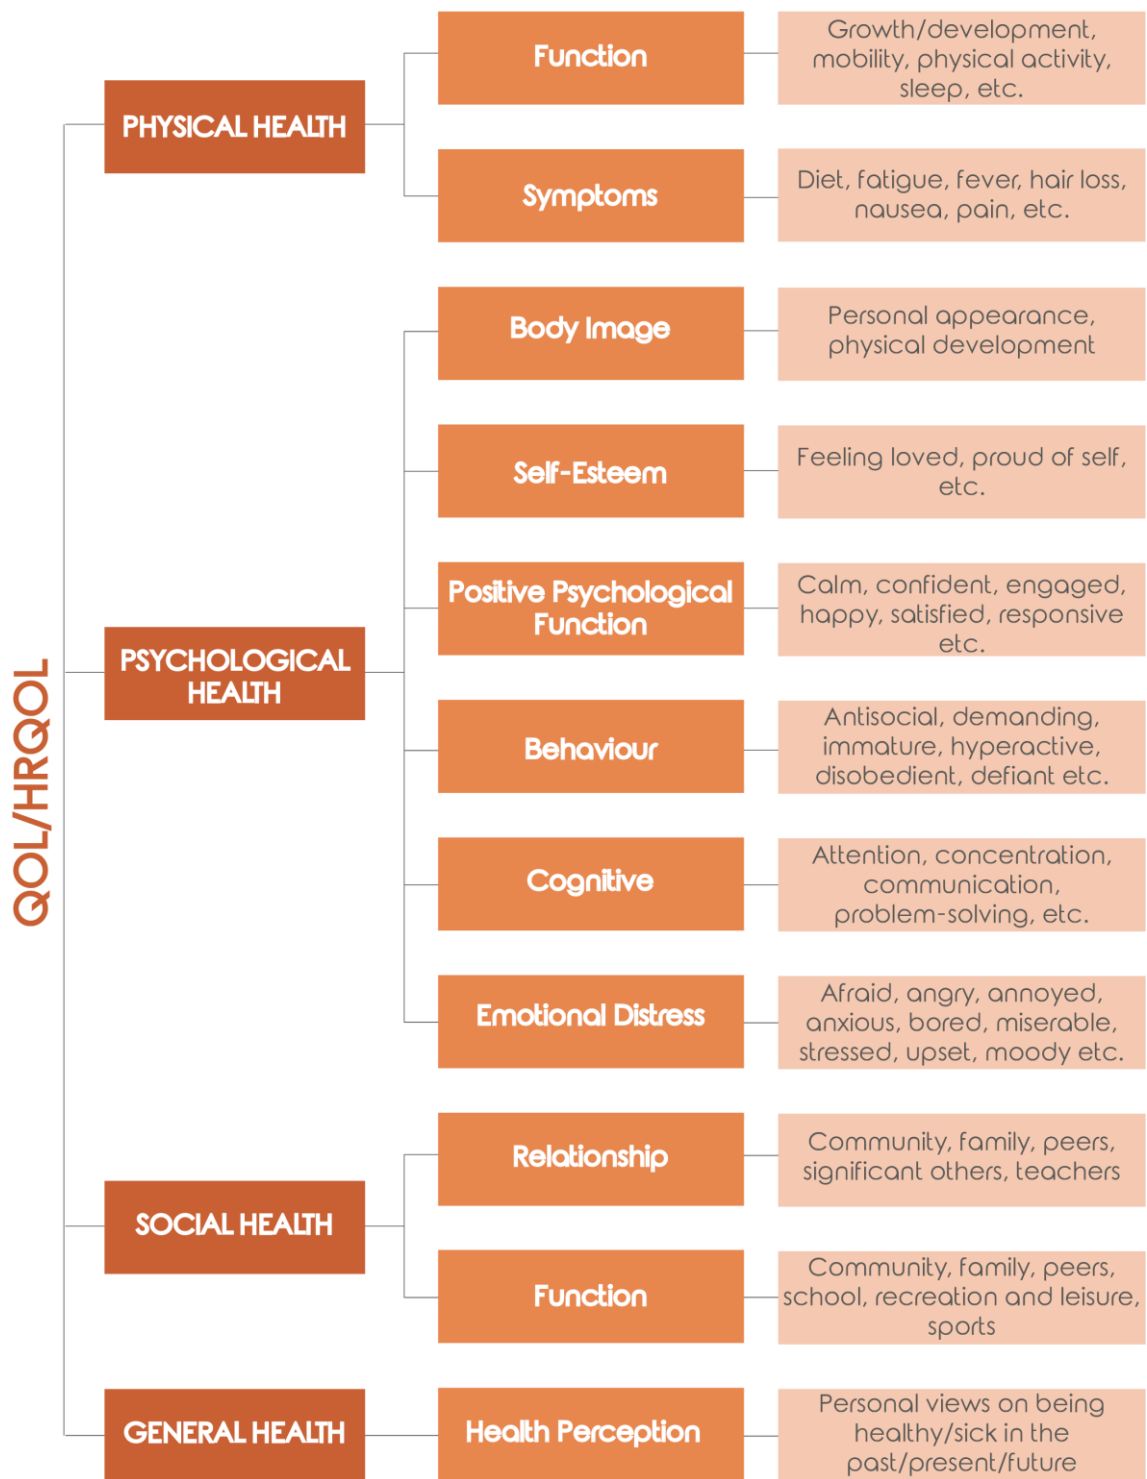 QOL/HRQOL
PHYSICAL HEALTH
Function
Growth/development,
mobility, physical activity,
sleep, etc.
Symptoms
Diet, fatigue, fever, hair loss,
nausea, pain, etc.
PSYCHOLOGICAL
HEALTH
Body Image
Personal appearance,
physical development
Self-Esteem
Feeling loved, proud of self,
etc.
Positive Psychological
Function
Calm, confident, engaged,
happy, satisfied, responsive
etc.
Behaviour
Antisocial, demanding,
immature, hyperactive,
disobedient, defiant etc.
Cognitive
Attention, concentration,
communication,
problem-solving, etc.
Emotional Distress
Afraid, angry, annoyed,
anxious, bored, miserable,
stressed, upset, moody etc.
SOCIAL HEALTH
Relationship
Community, family, peers,
significant others, teachers
Function
Community, family, peers,
school, recreation and leisure,
sports
GENERAL HEALTH
Health Perception
Personal views on being
healthy/sick in the
past/present/future